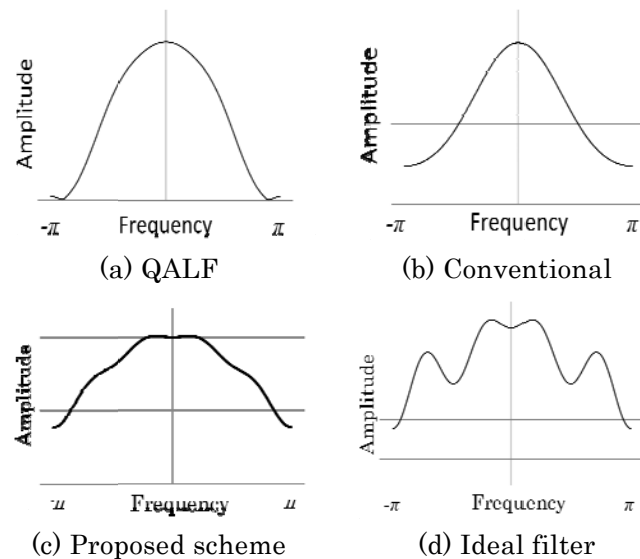 Amplitude
-π Frequency π
(a) QALF
Amplitude
-π Frequency π
(b) Conventional
Amplitude
-π Frequency π
(c) Proposed scheme
Amplitude
-π Frequency π
(d) Ideal filter